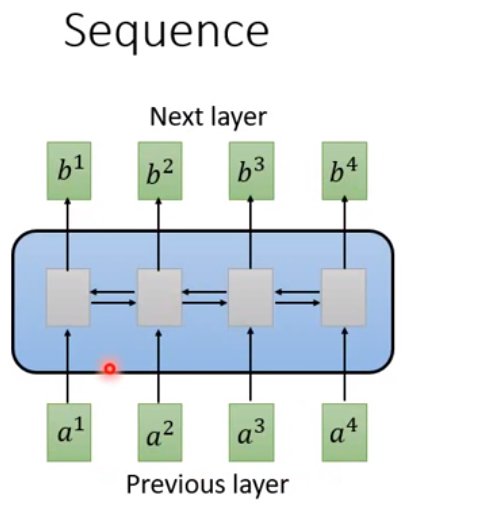 Sequence
Next layer
b¹ b² b³ b⁴
a¹ a² a³ a⁴
Previous layer